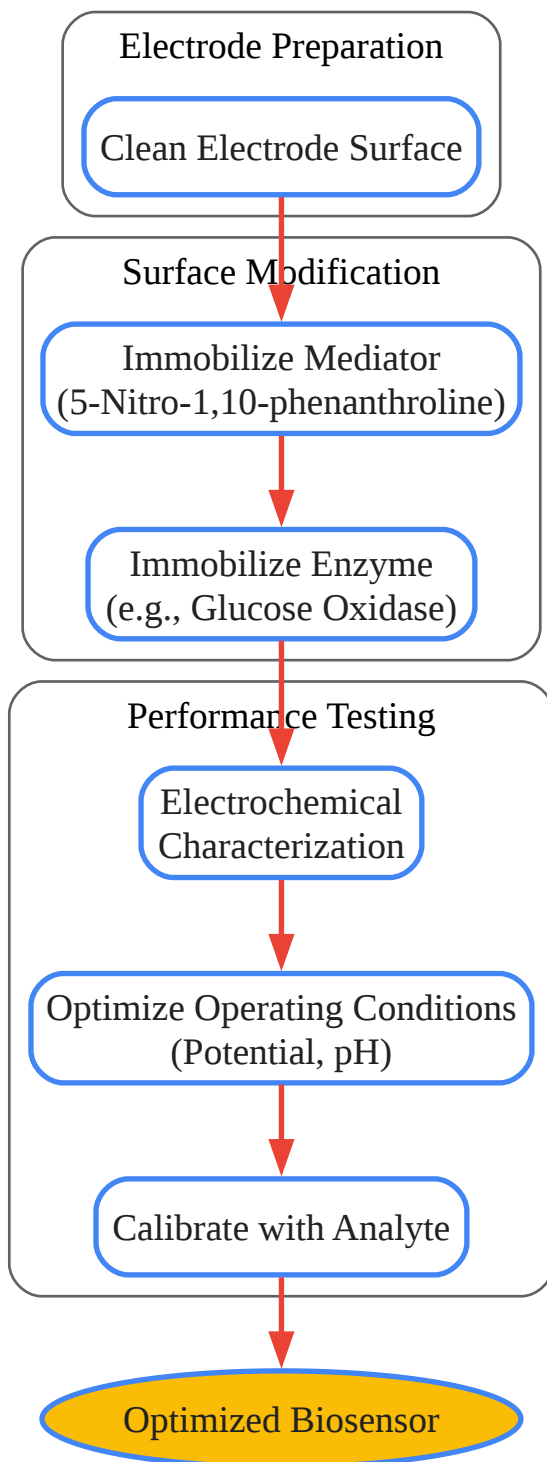 Electrode Preparation
Clean Electrode Surface
Surface Modification
Immobilize Mediator
(5-Nitro-1,10-phenanthroline)
Immobilize Enzyme
(e.g., Glucose Oxidase)
Performance Testing
Electrochemical
Characterization
Optimize Operating Conditions
(Potential, pH)
Calibrate with Analyte
Optimized Biosensor